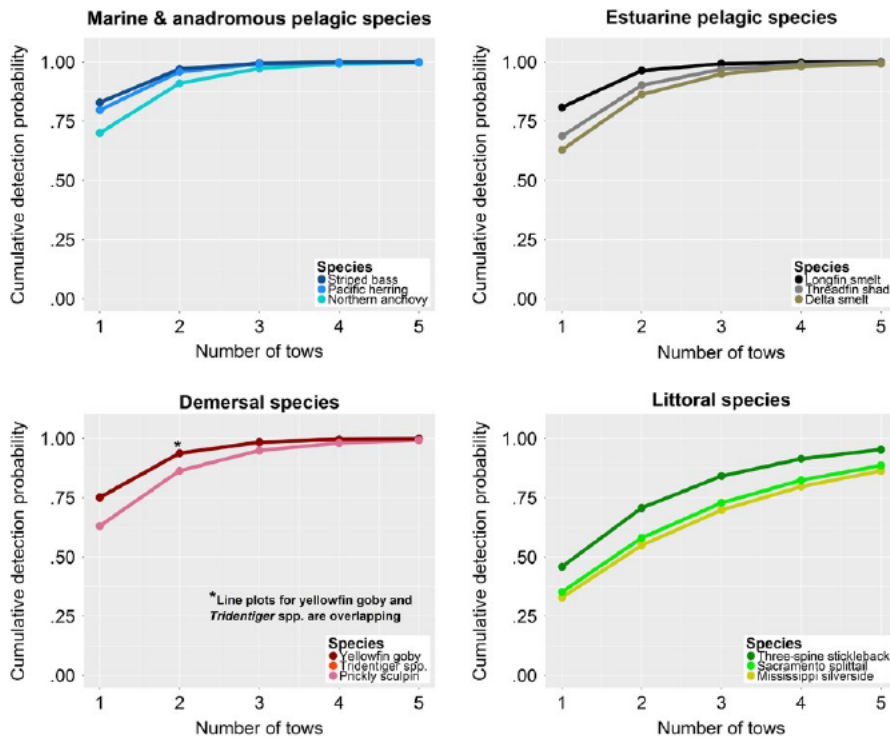 Marine & anadromous pelagic species
Cumulative detection probability
1.00
.75
.50
.25
.00
Species
Striped bass
Pacific herring
Northern anchovy
1 2 3 4 5
Number of tows
Estuarine pelagic species
Cumulative detection probability
1.00
.75
.50
.25
.00
Species
Longfin smelt
Threadfin shad
Delta smelt
1 2 3 4 5
Number of tows
Demersal species
Cumulative detection probability
1.00
.75
.50
.25
.00
*
*Line plots for yellowfin goby and
Tridentiger spp. are overlapping
Species
Yellowfin goby
Tridentiger spp.
Prickly sculpin
1 2 3 4 5
Number of tows
Littoral species
Cumulative detection probability
1.00
.75
.50
.25
.00
Species
Three-spine stickleback
Sacramento splittail
Mississippi silverside
1 2 3 4 5
Number of tows